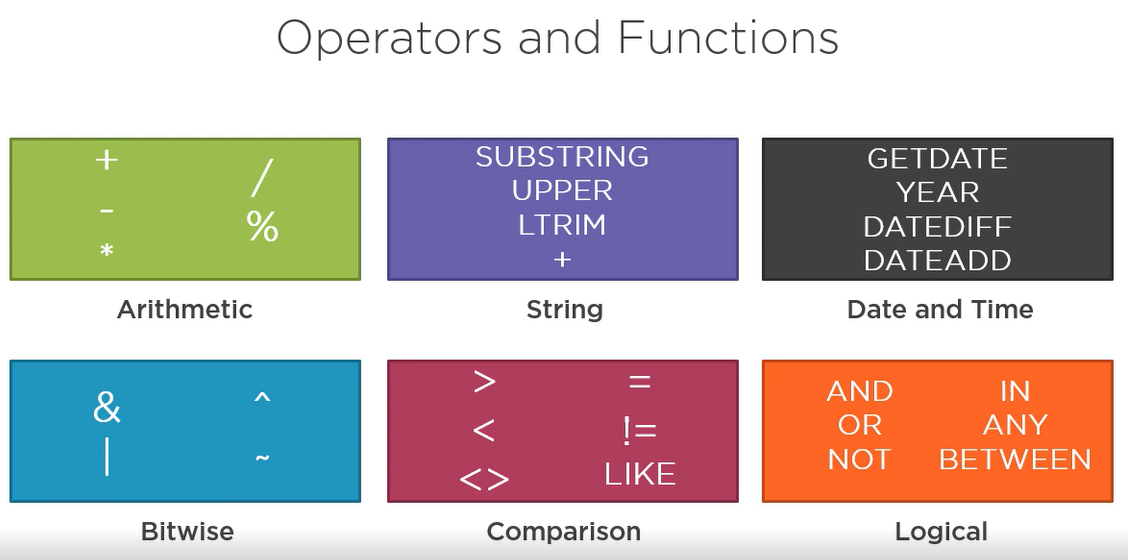 Operators and Functions
+
-
*
/
%
Arithmetic
SUBSTRING
UPPER
LTRIM
+
String
GETDATE
YEAR
DATEDIFF
DATEADD
Date and Time
&
|
^
~
Bitwise
>
<
<>
=
!=
LIKE
Comparison
AND
OR
NOT
IN
ANY
BETWEEN
Logical